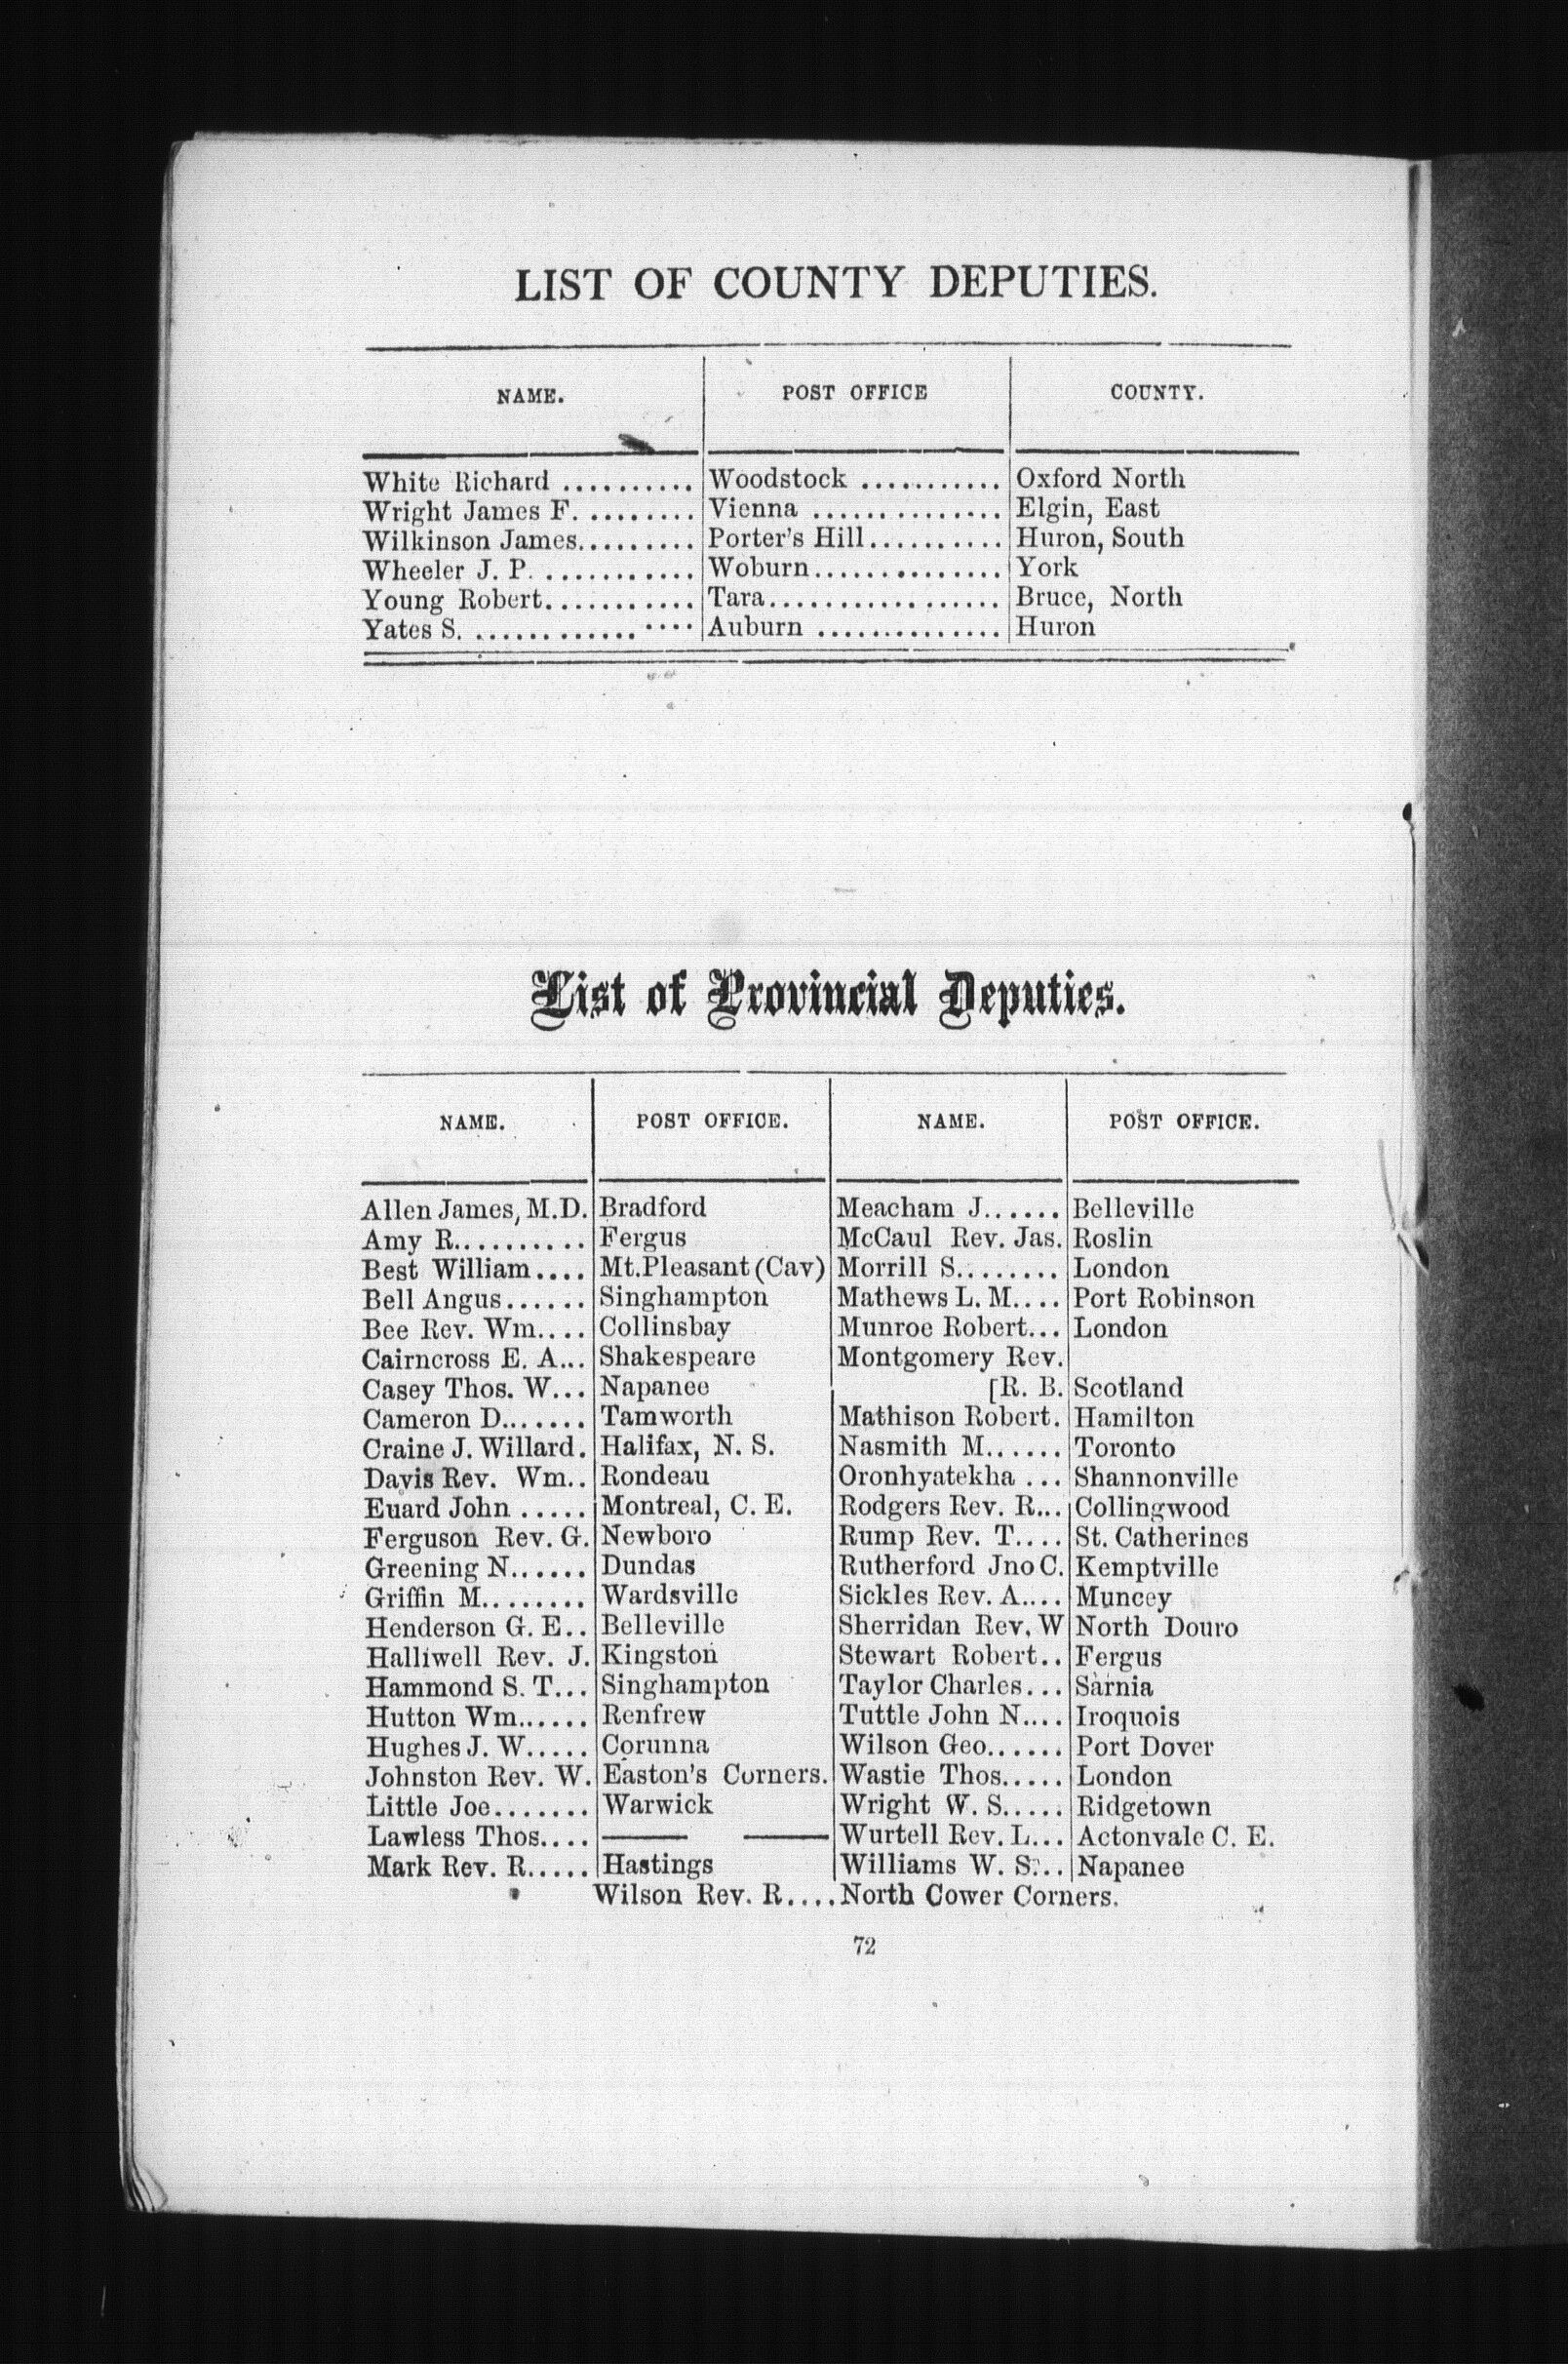 LIST OF COUNTY DEPUTIES.
NAME. POST OFFICE COUNTY.
White Richard .......... Woodstock ........... Oxford North
Wright James F. ......... Vienna .............. Elgin, East
Wilkinson James......... Porter's Hill.......... Huron, South
Wheeler J. P. ............ Woburn.............. York
Young Robert........... Tara................. Bruce, North
Yates S. ................ Auburn .............. Huron
List of Provincial Deputies.
NAME. POST OFFICE. NAME. POST OFFICE.
Allen James, M.D. Bradford Meacham J...... Belleville
Amy R.......... Fergus McCaul Rev. Jas. Roslin
Best William.... Mt.Pleasant (Cav) Morrill S........ London
Bell Angus...... Singhampton Mathews L. M.... Port Robinson
Bee Rev. Wm.... Collinsbay Munroe Robert... London
Cairncross E. A... Shakespeare Montgomery Rev.
Casey Thos. W... Napanee [R. B. Scotland
Cameron D....... Tamworth Mathison Robert. Hamilton
Craine J. Willard. Halifax, N. S. Nasmith M...... Toronto
Davis Rev. Wm.. Rondeau Oronhyatekha ... Shannonville
Euard John ..... Montreal, C. E. Rodgers Rev. R... Collingwood
Ferguson Rev. G. Newboro Rump Rev. T.... St. Catherines
Greening N...... Dundas Rutherford Jno C. Kemptville
Griffin M........ Wardsville Sickles Rev. A.... Muncey
Henderson G. E.. Belleville Sherridan Rev. W North Douro
Halliwell Rev. J. Kingston Stewart Robert.. Fergus
Hammond S. T... Singhampton Taylor Charles... Sarnia
Hutton Wm...... Renfrew Tuttle John N.... Iroquois
Hughes J. W..... Corunna Wilson Geo...... Port Dover
Johnston Rev. W. Easton's Corners. Wastie Thos..... London
Little Joe....... Warwick Wright W. S..... Ridgetown
Lawless Thos.... —— —— Wurtell Rev. L... Actonvale C. E.
Mark Rev. R..... Hastings Williams W. S... Napanee
Wilson Rev. R.... North Cower Corners.
72